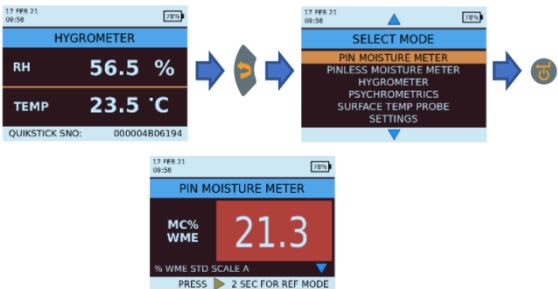 17 FEB 21
09:58
78%
HYGROMETER
RH 56.5 %
TEMP 23.5 °C
QUIKSTICK SNO: 000004806194
17 FEB 21
09:58
78%
SELECT MODE
PIN MOISTURE METER
PINLESS MOISTURE METER
HYGROMETER
PSYCHROMETRICS
SURFACE TEMP PROBE
SETTINGS
17 FEB 21
09:58
78%
PIN MOISTURE METER
MC%
WME
21.3
% WME STD SCALE A
PRESS 2 SEC FOR REF MODE